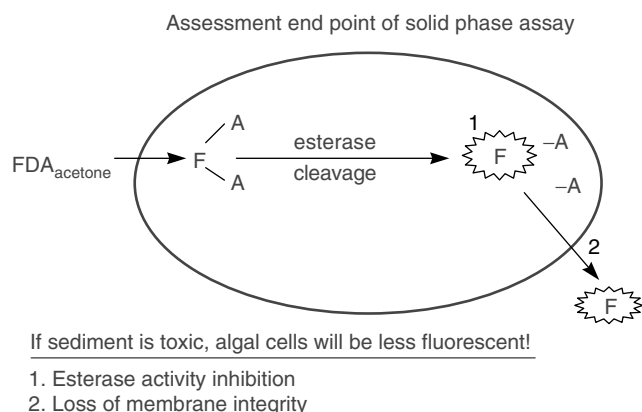 Assessment end point of solid phase assay
A
1
esterase
F
–A
FDAacetone
F
cleavage
A
–A
2
F
If sediment is toxic, algal cells will be less fluorescent!
1. Esterase activity inhibition
2. Loss of membrane integrity